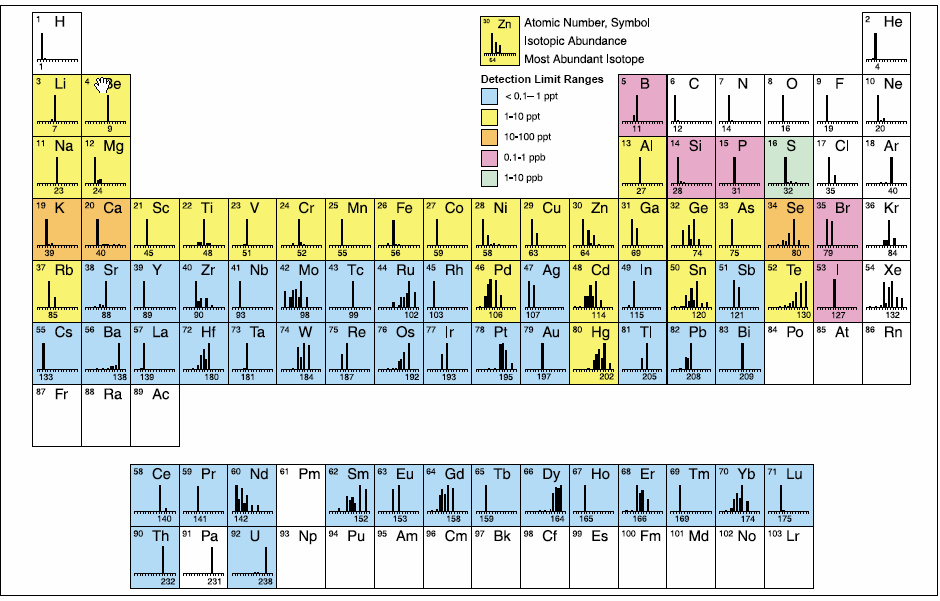 1 H
1
30 Zn
64
Atomic Number, Symbol
Isotopic Abundance
Most Abundant Isotope
2 He
4
Detection Limit Ranges
< 0.1– 1 ppt
1-10 ppt
10-100 ppt
0.1-1 ppb
1-10 ppb
3 Li 4 Be 5 B 6 C 7 N 8 O 9 F 10 Ne
7 9 11 12 14 16 19 20
11 Na 12 Mg 13 Al 14 Si 15 P 16 S 17 Cl 18 Ar
23 24 27 28 31 32 35 40
19 K 20 Ca 21 Sc 22 Ti 23 V 24 Cr 25 Mn 26 Fe 27 Co 28 Ni 29 Cu 30 Zn 31 Ga 32 Ge 33 As 34 Se 35 Br 36 Kr
39 40 45 48 51 52 55 56 59 58 63 64 69 74 75 80 79 84
37 Rb 38 Sr 39 Y 40 Zr 41 Nb 42 Mo 43 Tc 44 Ru 45 Rh 46 Pd 47 Ag 48 Cd 49 In 50 Sn 51 Sb 52 Te 53 I 54 Xe
85 88 89 90 93 98 99 102 103 106 107 114 115 120 121 130 127 132
55 Cs 56 Ba 57 La 72 Hf 73 Ta 74 W 75 Re 76 Os 77 Ir 78 Pt 79 Au 80 Hg 81 Tl 82 Pb 83 Bi 84 Po 85 At 86 Rn
133 138 139 180 181 184 187 192 193 195 197 202 205 208 209
87 Fr 88 Ra 89 Ac
58 Ce 59 Pr 60 Nd 61 Pm 62 Sm 63 Eu 64 Gd 65 Tb 66 Dy 67 Ho 68 Er 69 Tm 70 Yb 71 Lu
140 141 142 152 153 158 159 164 165 166 169 174 175
90 Th 91 Pa 92 U 93 Np 94 Pu 95 Am 96 Cm 97 Bk 98 Cf 99 Es 100 Fm 101 Md 102 No 103 Lr
232 231 238